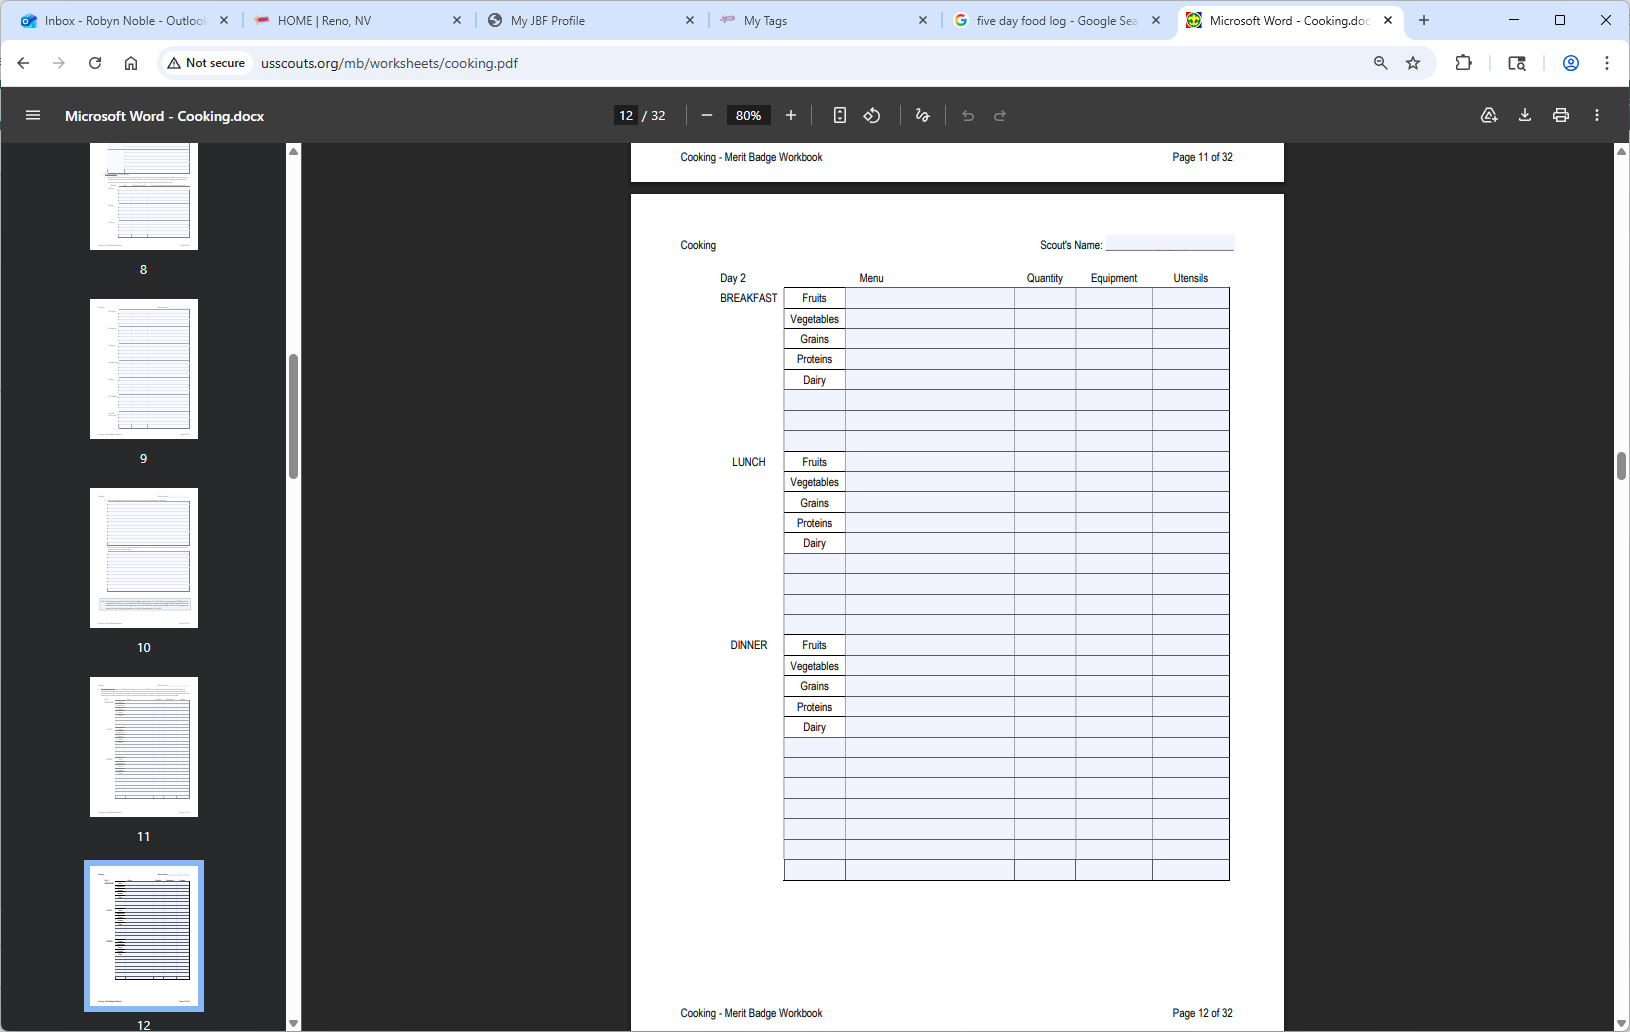 Inbox - Robyn Noble - Outlook
HOME | Reno, NV
My JBF Profile
My Tags
five day food log - Google Sea
Microsoft Word - Cooking.doc
Not secure
usscouts.org/mb/worksheets/cooking.pdf
Microsoft Word - Cooking.docx
12 / 32
80%
8
9
10
11
12
Cooking - Merit Badge Workbook Page 11 of 32
Cooking Scout's Name:
Day 2 Menu Quantity Equipment Utensils
BREAKFAST Fruits
Vegetables
Grains
Proteins
Dairy
LUNCH Fruits
Vegetables
Grains
Proteins
Dairy
DINNER Fruits
Vegetables
Grains
Proteins
Dairy
Cooking - Merit Badge Workbook Page 12 of 32